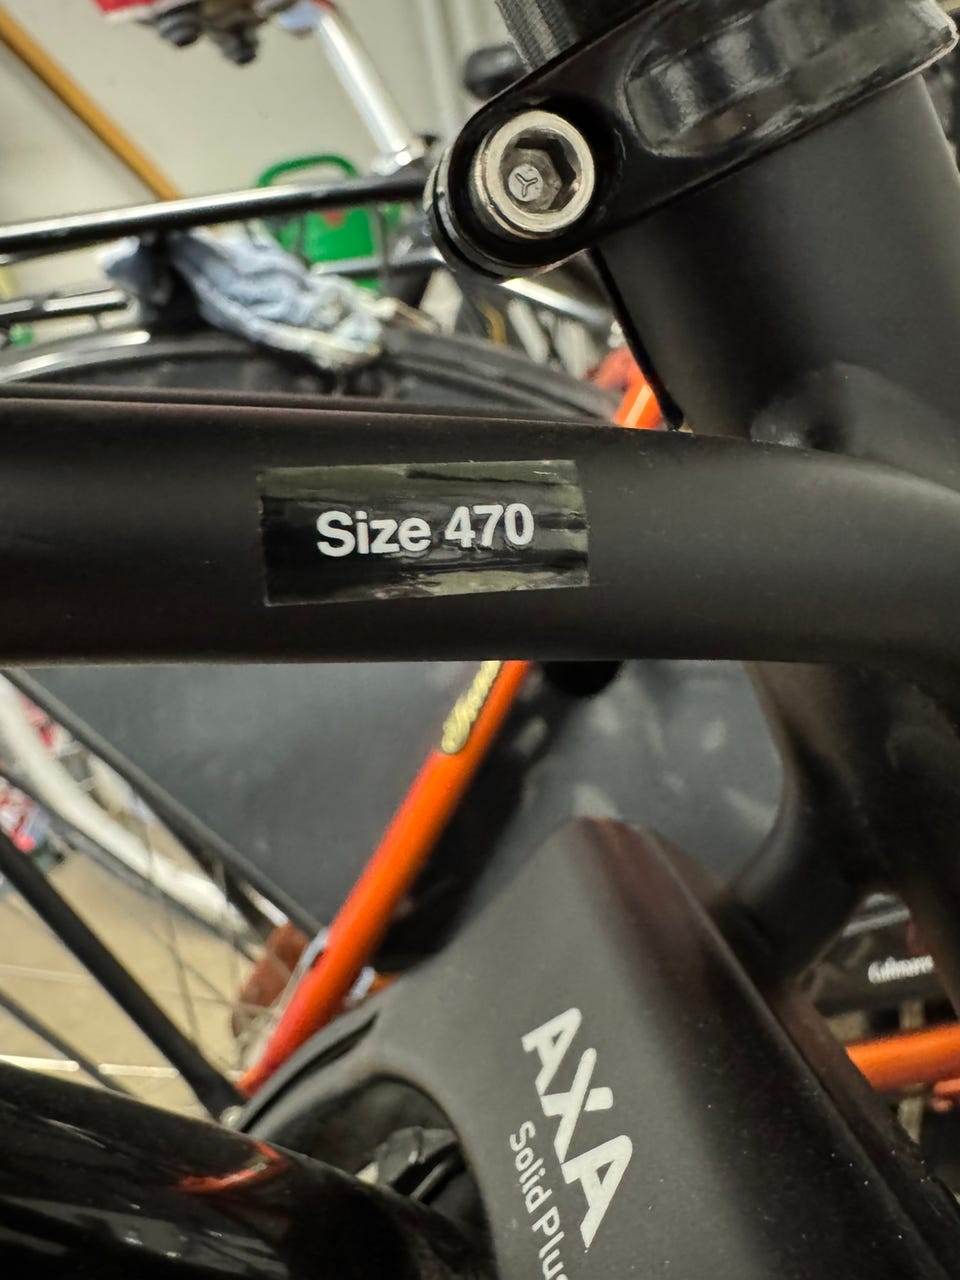 Size 470
AXA
Solid Plus